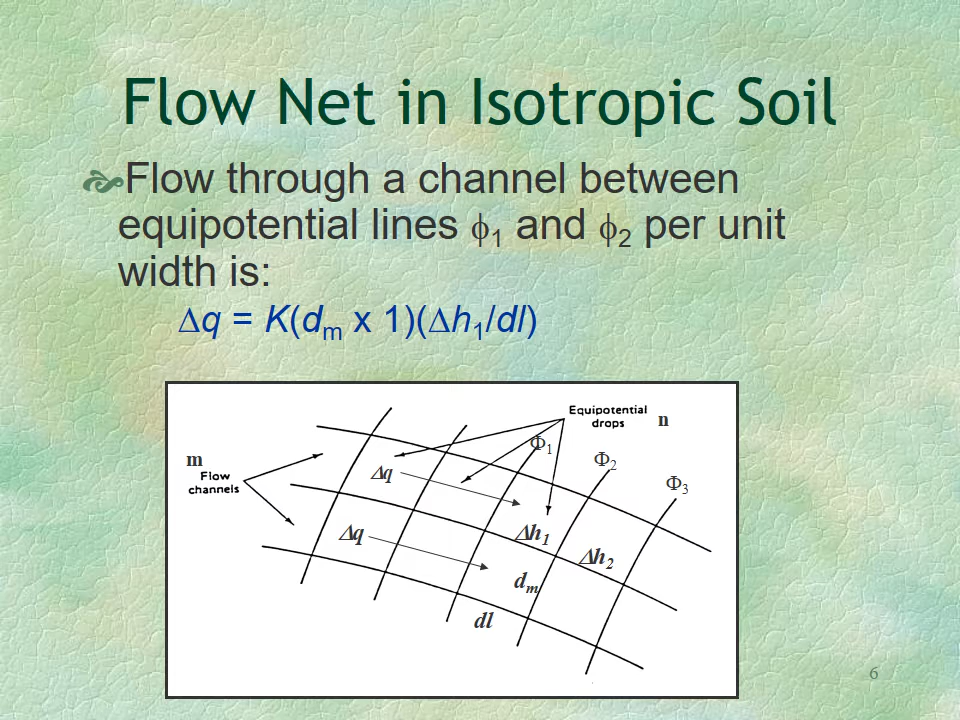 Flow Net in Isotropic Soil
Flow through a channel between
equipotential lines ϕ1 and ϕ2 per unit
width is:
Δq = K(dm x 1)(Δh1/dl)
Equipotential
drops
n
Φ1
m
Flow
channels
Φ2
Δq
Φ3
Δq
Δh1
Δh2
dm
dl
6